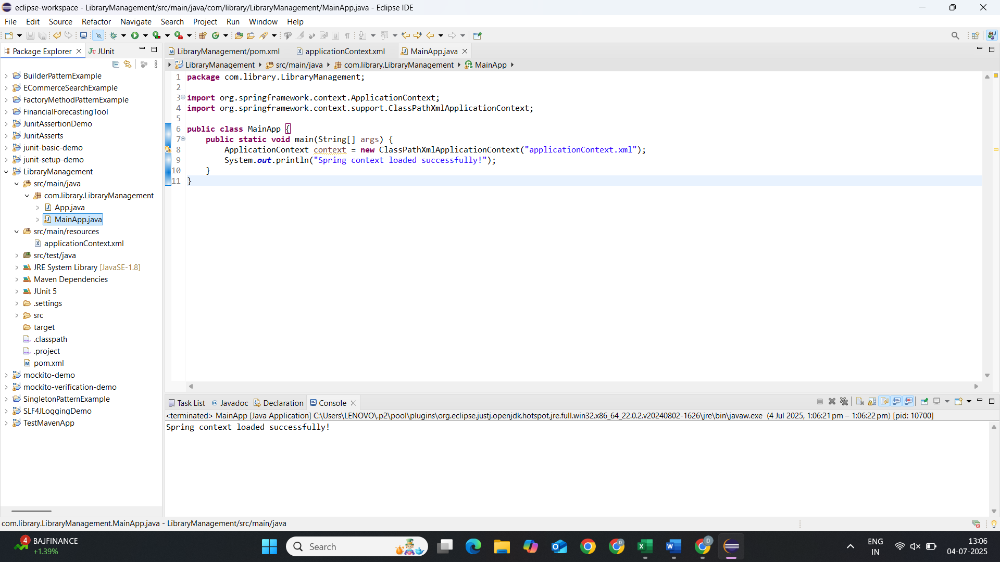 eclipse-workspace - LibraryManagement/src/main/java/com/library/LibraryManagement/MainApp.java - Eclipse IDE
File Edit Source Refactor Navigate Search Project Run Window Help
Package Explorer
JUnit
BuilderPatternExample
ECommerceSearchExample
FactoryMethodPatternExample
FinancialForecastingTool
JunitAssertionDemo
JunitAsserts
junit-basic-demo
junit-setup-demo
LibraryManagement
src/main/java
com.library.LibraryManagement
App.java
MainApp.java
src/main/resources
applicationContext.xml
src/test/java
JRE System Library [JavaSE-1.8]
Maven Dependencies
JUnit 5
.settings
src
target
.classpath
.project
pom.xml
mockito-demo
mockito-verification-demo
SingletonPatternExample
SLF4JLoggingDemo
TestMavenApp
LibraryManagement/pom.xml applicationContext.xml MainApp.java
LibraryManagement src/main/java com.library.LibraryManagement MainApp
1 package com.library.LibraryManagement;
2
3 import org.springframework.context.ApplicationContext;
4 import org.springframework.context.support.ClassPathXmlApplicationContext;
5
6 public class MainApp {
7 public static void main(String[] args) {
8 ApplicationContext context = new ClassPathXmlApplicationContext("applicationContext.xml");
9 System.out.println("Spring context loaded successfully!");
10 }
11 }
Task List Javadoc Declaration Console
<terminated> MainApp [Java Application] C:\Users\LENOVO\.p2\pool\plugins\org.eclipse.justj.openjdk.hotspot.jre.full.win32.x86_64_22.0.2.v20240802-1626\jre\bin\javaw.exe (4 Jul 2025, 1:06:21 pm – 1:06:22 pm) [pid: 10700]
Spring context loaded successfully!
com.library.LibraryManagement.MainApp.java - LibraryManagement/src/main/java
4
BAJFINANCE
+1.39%
Search
ENG
IN
13:06
04-07-2025